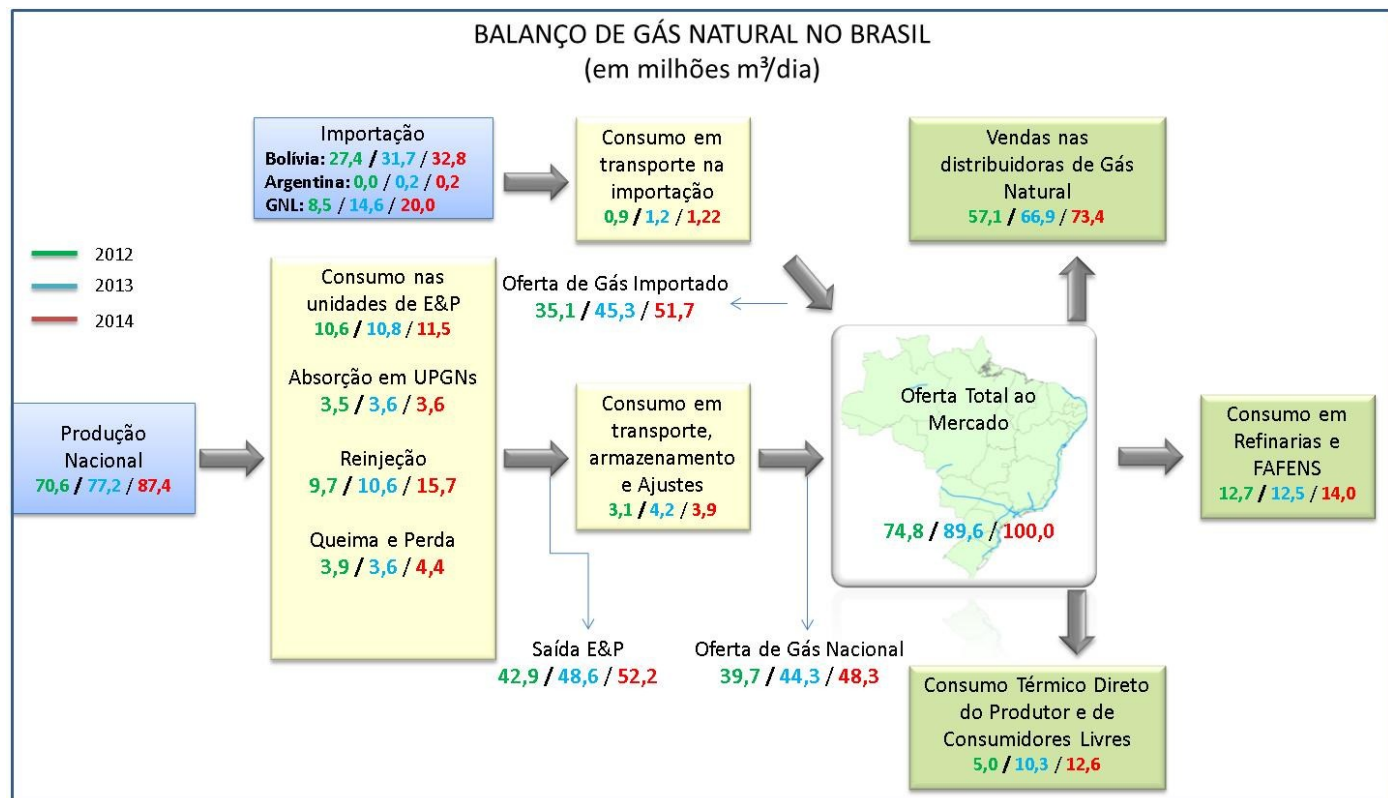 BALANÇO DE GÁS NATURAL NO BRASIL
(em milhões m³/dia)
Importação
Bolívia: 27,4 / 31,7 / 32,8
Argentina: 0,0 / 0,2 / 0,2
GNL: 8,5 / 14,6 / 20,0
Consumo em
transporte na
importação
0,9 / 1,2 / 1,22
Vendas nas
distribuidoras de Gás
Natural
57,1 / 66,9 / 73,4
2012
2013
2014
Consumo nas
unidades de E&P
10,6 / 10,8 / 11,5
Absorção em UPGNs
3,5 / 3,6 / 3,6
Reinjeção
9,7 / 10,6 / 15,7
Queima e Perda
3,9 / 3,6 / 4,4
Oferta de Gás Importado
35,1 / 45,3 / 51,7
Produção
Nacional
70,6 / 77,2 / 87,4
Consumo em
transporte,
armazenamento
e Ajustes
3,1 / 4,2 / 3,9
Oferta Total ao
Mercado
74,8 / 89,6 / 100,0
Consumo em
Refinarias e
FAFENS
12,7 / 12,5 / 14,0
Saída E&P
42,9 / 48,6 / 52,2
Oferta de Gás Nacional
39,7 / 44,3 / 48,3
Consumo Térmico Direto
do Produtor e de
Consumidores Livres
5,0 / 10,3 / 12,6